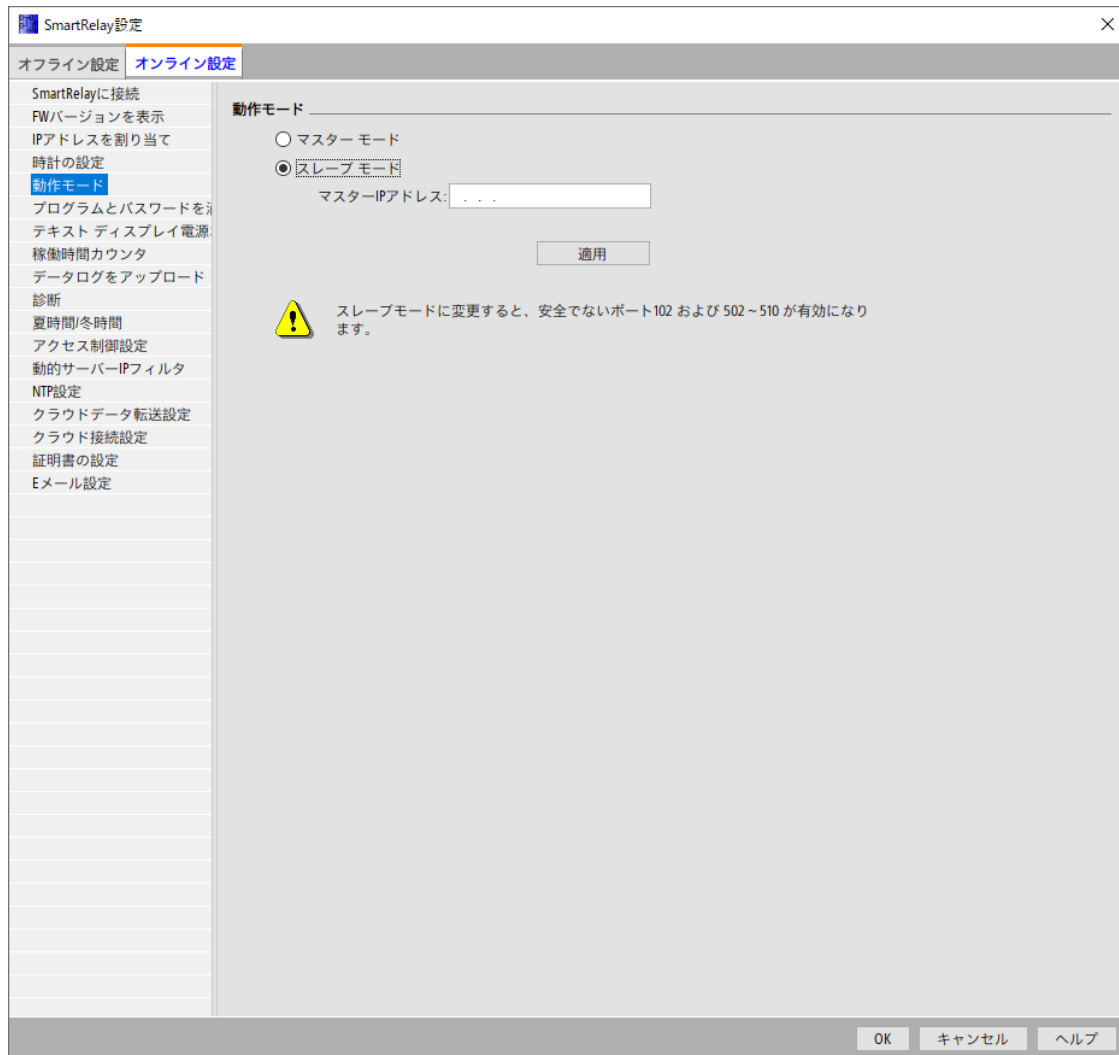 SmartRelay設定
オフライン設定 オンライン設定
SmartRelayに接続
FWバージョンを表示
IPアドレスを割り当て
時計の設定
動作モード
プログラムとパスワードを
テキスト ディスプレイ電源
稼働時間カウンタ
データログをアップロード
診断
夏時間/冬時間
アクセス制御設定
動的サーバーIPフィルタ
NTP設定
クラウドデータ転送設定
クラウド接続設定
証明書の設定
Eメール設定
動作モード
マスター モード
スレーブ モード
マスターIPアドレス: . . .
適用
スレーブモードに変更すると、安全でないポート102 および 502～510 が有効になり
ます。
OK キャンセル ヘルプ